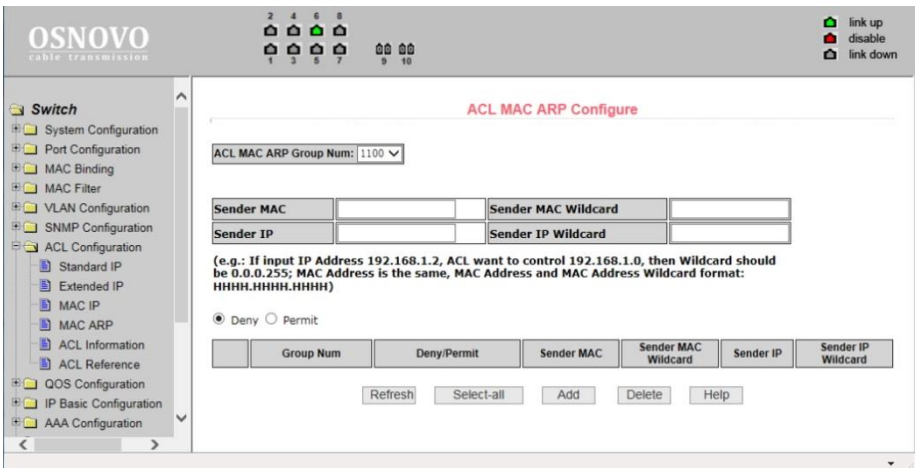 OSNOVO
cable transmission
2 4 6 8
1 3 5 7 9 10
link up
disable
link down
Switch
System Configuration
Port Configuration
MAC Binding
MAC Filter
VLAN Configuration
SNMP Configuration
ACL Configuration
Standard IP
Extended IP
MAC IP
MAC ARP
ACL Information
ACL Reference
QOS Configuration
IP Basic Configuration
AAA Configuration
ACL MAC ARP Configure
ACL MAC ARP Group Num: 1100
Sender MAC Sender MAC Wildcard
Sender IP Sender IP Wildcard
(e.g.: If input IP Address 192.168.1.2, ACL want to control 192.168.1.0, then Wildcard should
be 0.0.0.255; MAC Address is the same, MAC Address and MAC Address Wildcard format:
HHHH.HHHH.HHHH)
Deny Permit
Group Num Deny/Permit Sender MAC Sender MAC Wildcard Sender IP Sender IP Wildcard
Refresh Select-all Add Delete Help